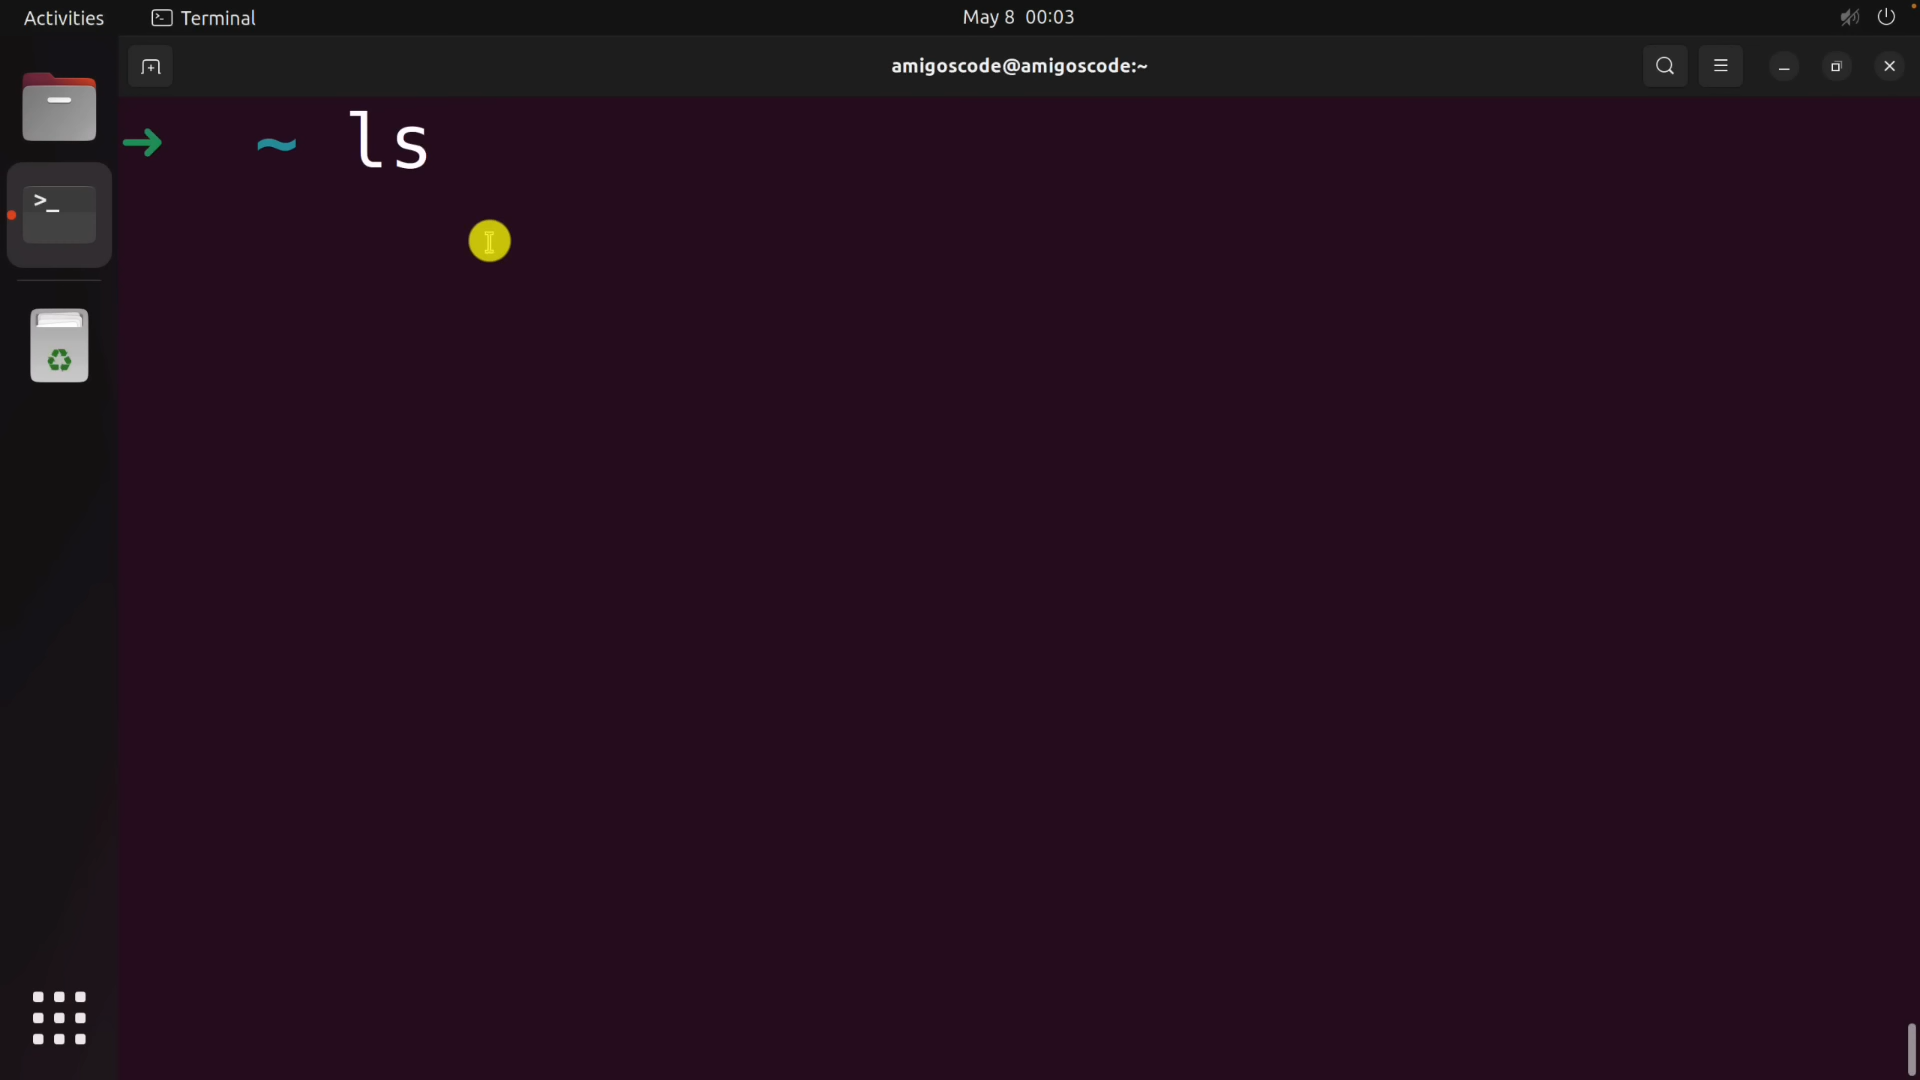 Activities
Terminal
May 8 00:03
amigoscode@amigoscode:~
>_
➜ ~ ls